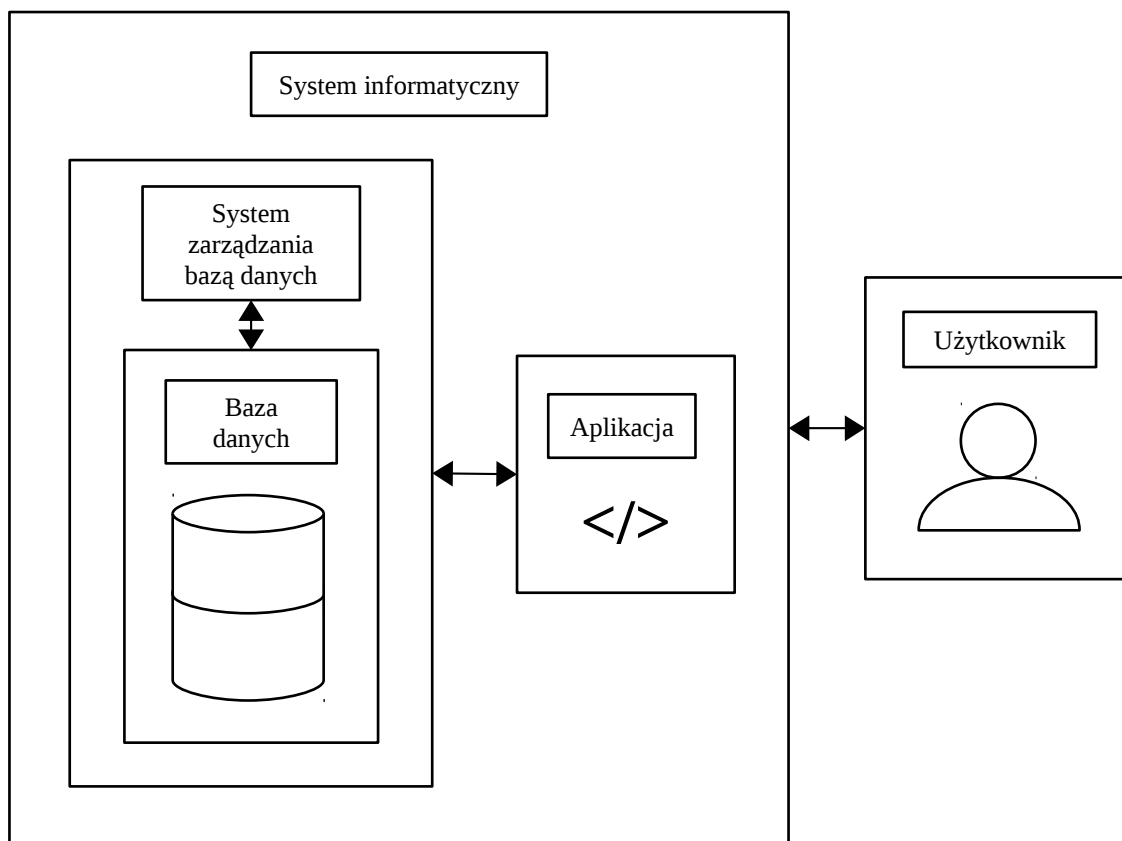 System informatyczny
System
zarządzania
bazą danych
Baza
danych
Aplikacja
</>
Użytkownik